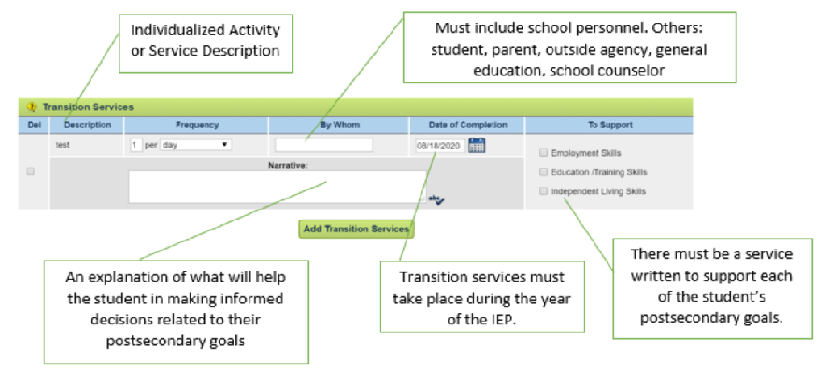 Individualized Activity
or Service Description
Must include school personnel. Others:
student, parent, outside agency, general
education, school counselor
Transition Services
Del Description Frequency By Whom Date of Completion To Support
test 1 per day 08/18/2020
Narrative:
Employment Skills
Education /Training Skills
Independent Living Skills
abc
Add Transition Services
An explanation of what will help
the student in making informed
decisions related to their
postsecondary goals
Transition services must
take place during the year
of the IEP.
There must be a service
written to support each
of the student's
postsecondary goals.